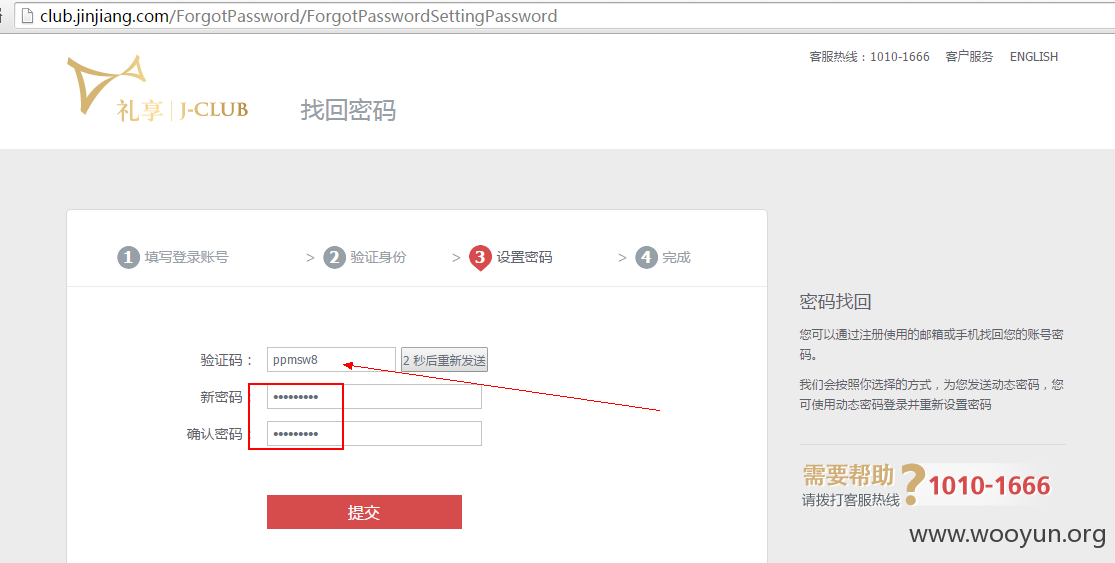 club.jinjiang.com/ForgotPassword/ForgotPasswordSettingPassword
客服热线：1010-1666 客户服务 ENGLISH
礼享 J-CLUB 找回密码
1 填写登录账号 > 2 验证身份 > 3 设置密码 > 4 完成
验证码： ppmsw8 2 秒后重新发送
新密码： •••••••••
确认密码： •••••••••
提交
密码找回
您可以通过注册使用的邮箱或手机找回您的账号密
码。
我们会按照你选择的方式，为您发送动态密码，您
可使用动态密码登录并重新设置密码
需要帮助?
请拨打客服热线
1010-1666
www.wooyun.org